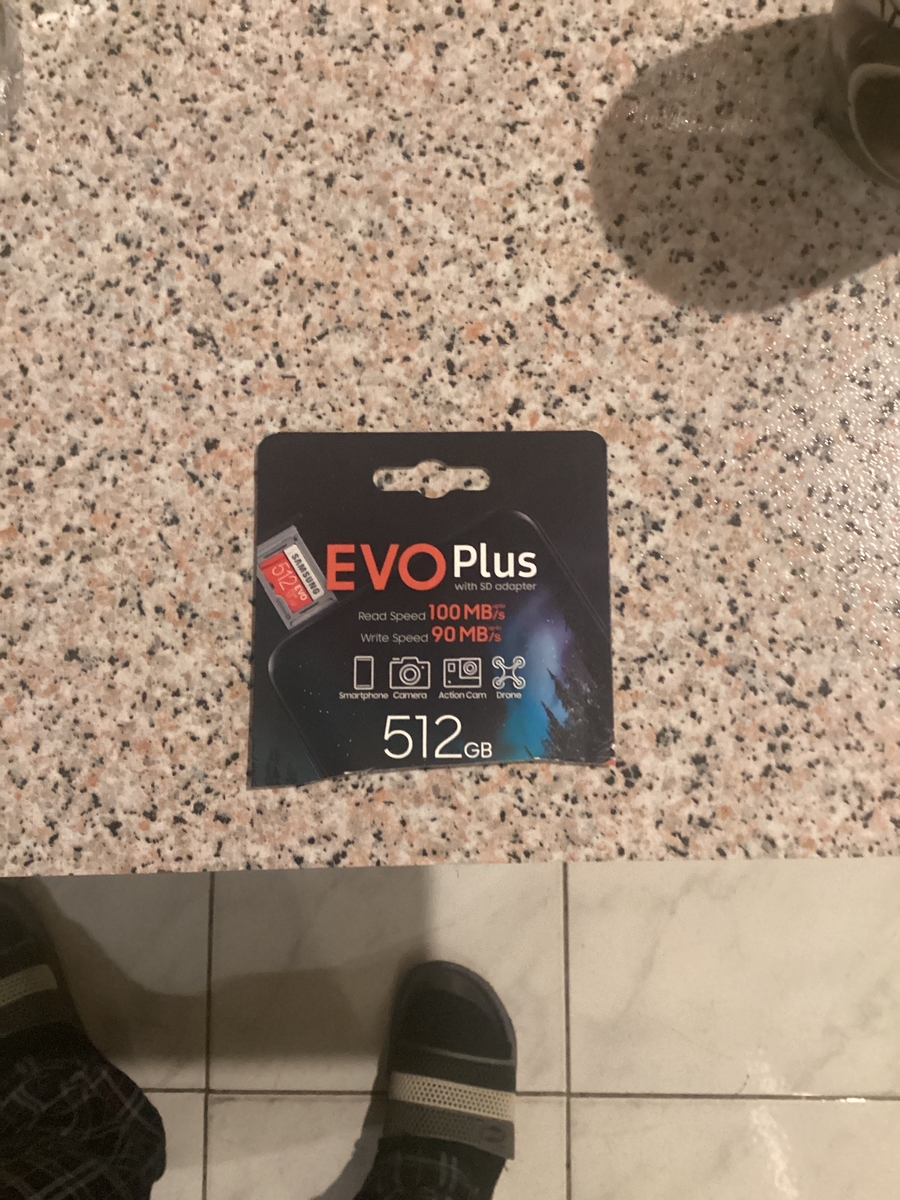 EVO Plus
with SD adapter
SAMSUNG
512
EVO
Read Speed 100 MB/s
Write Speed 90 MB/s
Smartphone Camera Action Cam Drone
512GB